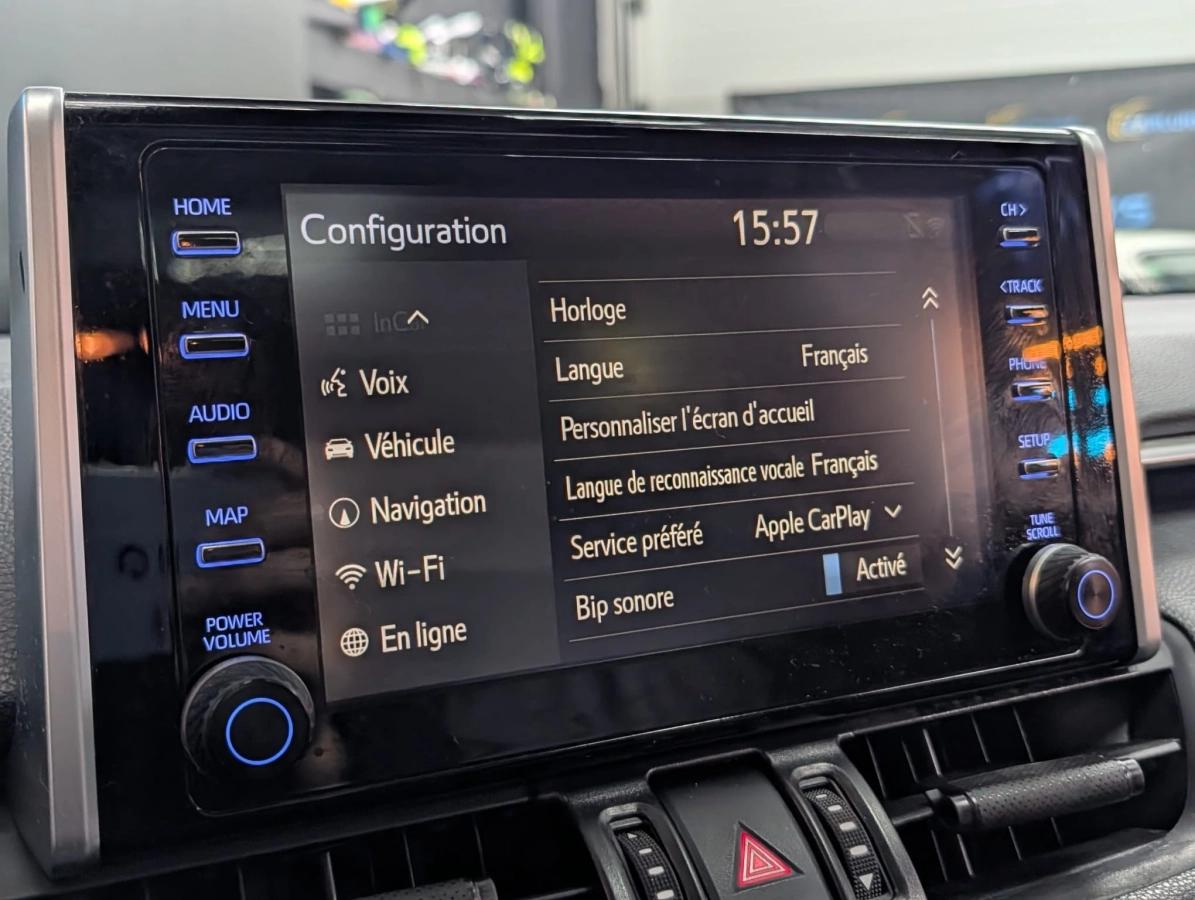 HOME
MENU
AUDIO
MAP
POWER
VOLUME
Configuration 15:57
Voix
Véhicule
Navigation
Wi-Fi
En ligne
Horloge
Langue Français
Personnaliser l'écran d'accueil
Langue de reconnaissance vocale Français
Service préféré Apple CarPlay
Bip sonore Activé
CH>
<TRACK
PHONE
SETUP
TUNE
SCROLL